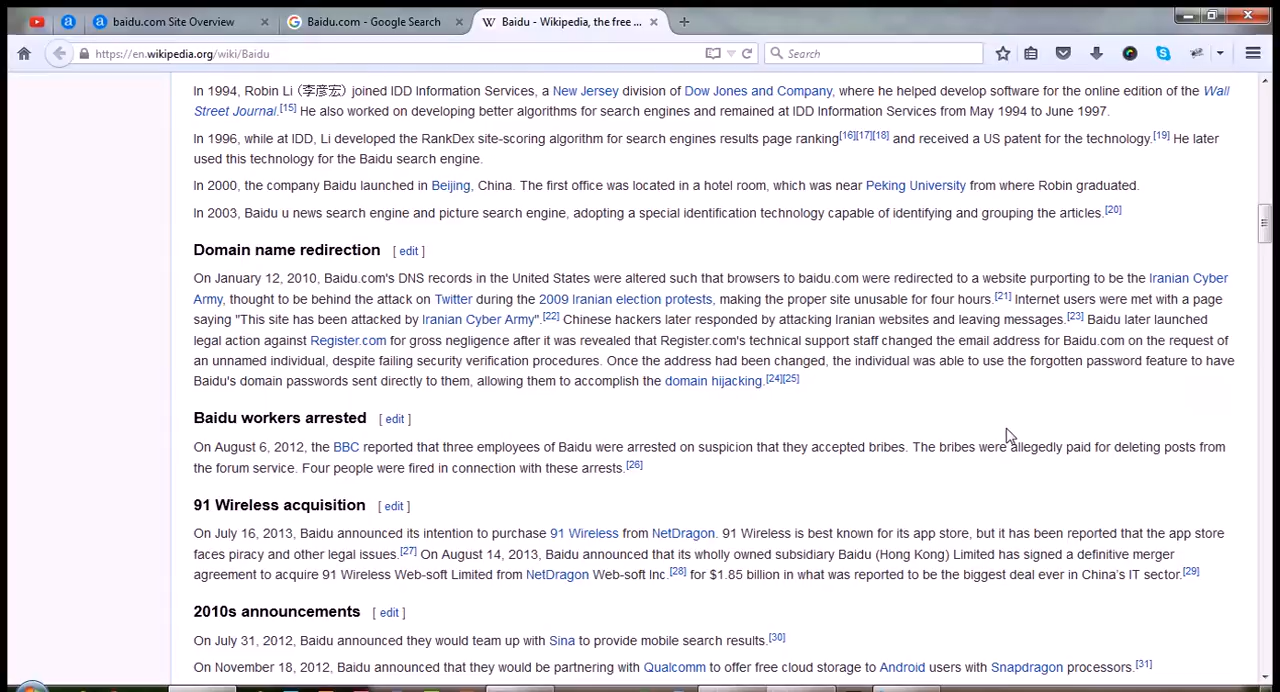 baidu.com Site Overview
Baidu.com - Google Search
Baidu - Wikipedia, the free ...
https://en.wikipedia.org/wiki/Baidu
Search
In 1994, Robin Li (李彦宏) joined IDD Information Services, a New Jersey division of Dow Jones and Company, where he helped develop software for the online edition of the Wall
Street Journal.[15] He also worked on developing better algorithms for search engines and remained at IDD Information Services from May 1994 to June 1997.
In 1996, while at IDD, Li developed the RankDex site-scoring algorithm for search engines results page ranking[16][17][18] and received a US patent for the technology.[19] He later
used this technology for the Baidu search engine.
In 2000, the company Baidu launched in Beijing, China. The first office was located in a hotel room, which was near Peking University from where Robin graduated.
In 2003, Baidu u news search engine and picture search engine, adopting a special identification technology capable of identifying and grouping the articles.[20]
Domain name redirection [ edit ]
On January 12, 2010, Baidu.com's DNS records in the United States were altered such that browsers to baidu.com were redirected to a website purporting to be the Iranian Cyber
Army, thought to be behind the attack on Twitter during the 2009 Iranian election protests, making the proper site unusable for four hours.[21] Internet users were met with a page
saying "This site has been attacked by Iranian Cyber Army".[22] Chinese hackers later responded by attacking Iranian websites and leaving messages.[23] Baidu later launched
legal action against Register.com for gross negligence after it was revealed that Register.com's technical support staff changed the email address for Baidu.com on the request of
an unnamed individual, despite failing security verification procedures. Once the address had been changed, the individual was able to use the forgotten password feature to have
Baidu's domain passwords sent directly to them, allowing them to accomplish the domain hijacking.[24][25]
Baidu workers arrested [ edit ]
On August 6, 2012, the BBC reported that three employees of Baidu were arrested on suspicion that they accepted bribes. The bribes were allegedly paid for deleting posts from
the forum service. Four people were fired in connection with these arrests.[26]
91 Wireless acquisition [ edit ]
On July 16, 2013, Baidu announced its intention to purchase 91 Wireless from NetDragon. 91 Wireless is best known for its app store, but it has been reported that the app store
faces piracy and other legal issues.[27] On August 14, 2013, Baidu announced that its wholly owned subsidiary Baidu (Hong Kong) Limited has signed a definitive merger
agreement to acquire 91 Wireless Web-soft Limited from NetDragon Web-soft Inc.[28] for $1.85 billion in what was reported to be the biggest deal ever in China's IT sector.[29]
2010s announcements [ edit ]
On July 31, 2012, Baidu announced they would team up with Sina to provide mobile search results.[30]
On November 18, 2012, Baidu announced that they would be partnering with Qualcomm to offer free cloud storage to Android users with Snapdragon processors.[31]